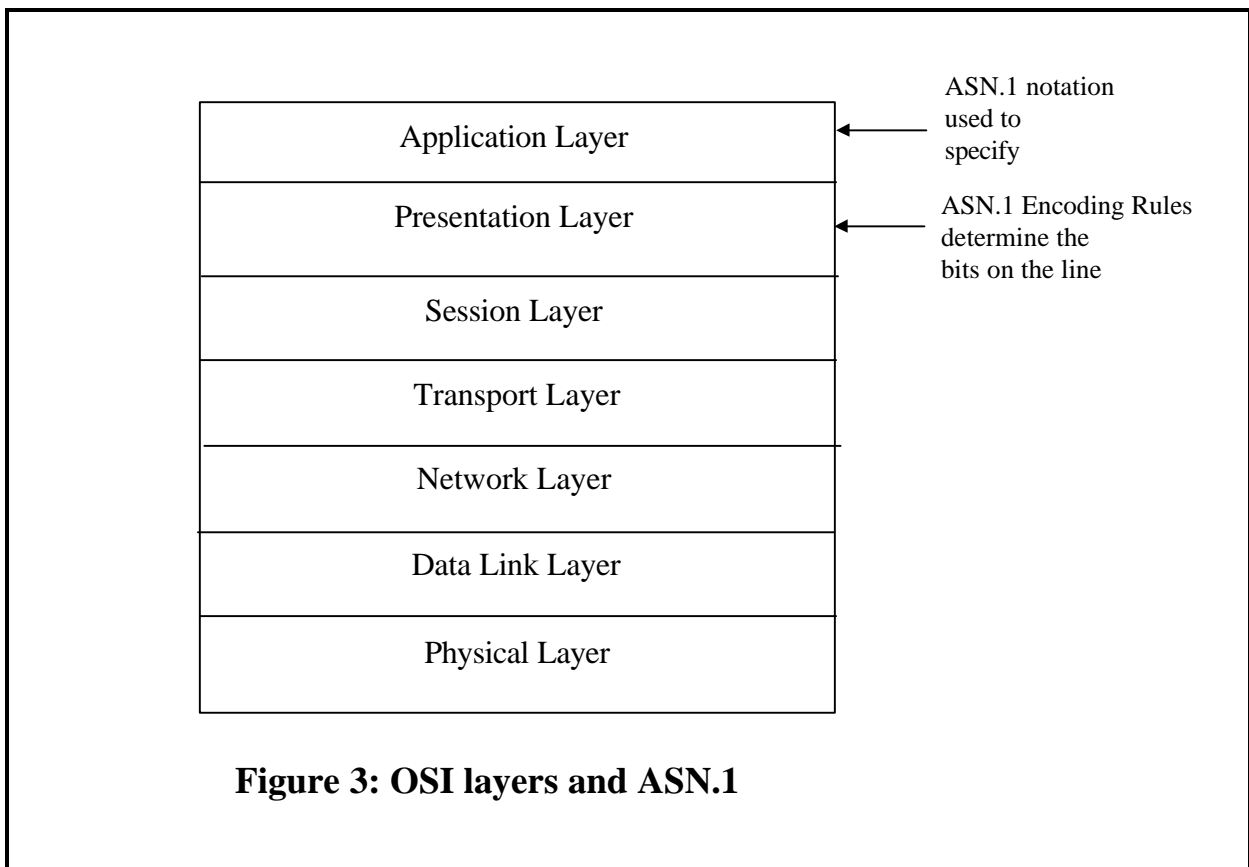 ASN.1 notation
used to
specify
Application Layer
Presentation Layer
ASN.1 Encoding Rules
determine the
bits on the line
Session Layer
Transport Layer
Network Layer
Data Link Layer
Physical Layer
Figure 3: OSI layers and ASN.1